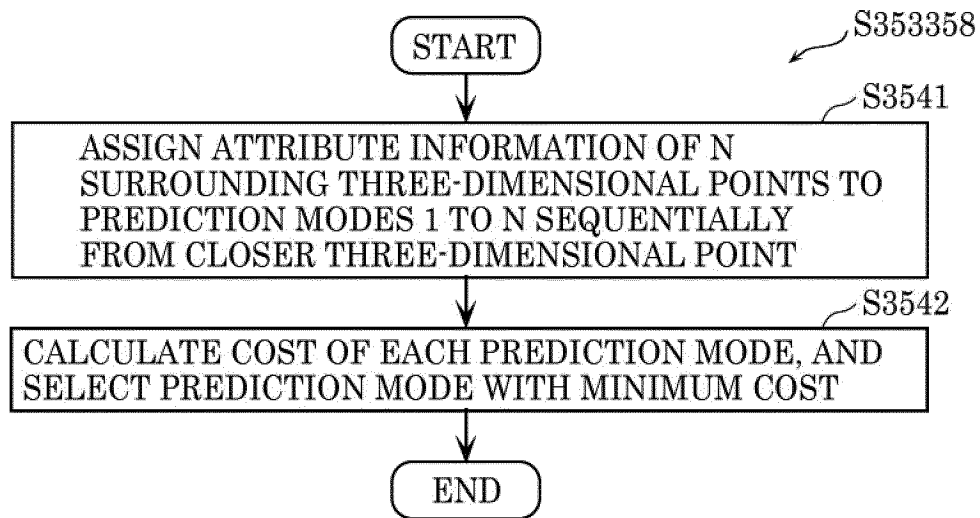 START
S353358
S3541
ASSIGN ATTRIBUTE INFORMATION OF N
SURROUNDING THREE-DIMENSIONAL POINTS TO
PREDICTION MODES 1 TO N SEQUENTIALLY
FROM CLOSER THREE-DIMENSIONAL POINT
S3542
CALCULATE COST OF EACH PREDICTION MODE, AND
SELECT PREDICTION MODE WITH MINIMUM COST
END